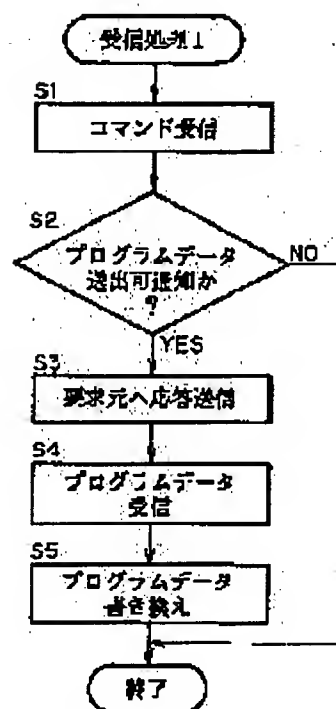 受信処理1
S1
コマンド受信
S2
プログラムデータ
送出可通知か
?
NO
YES
S3
要求元へ応答送信
S4
プログラムデータ
受信
S5
プログラムデータ
書き換え
終了